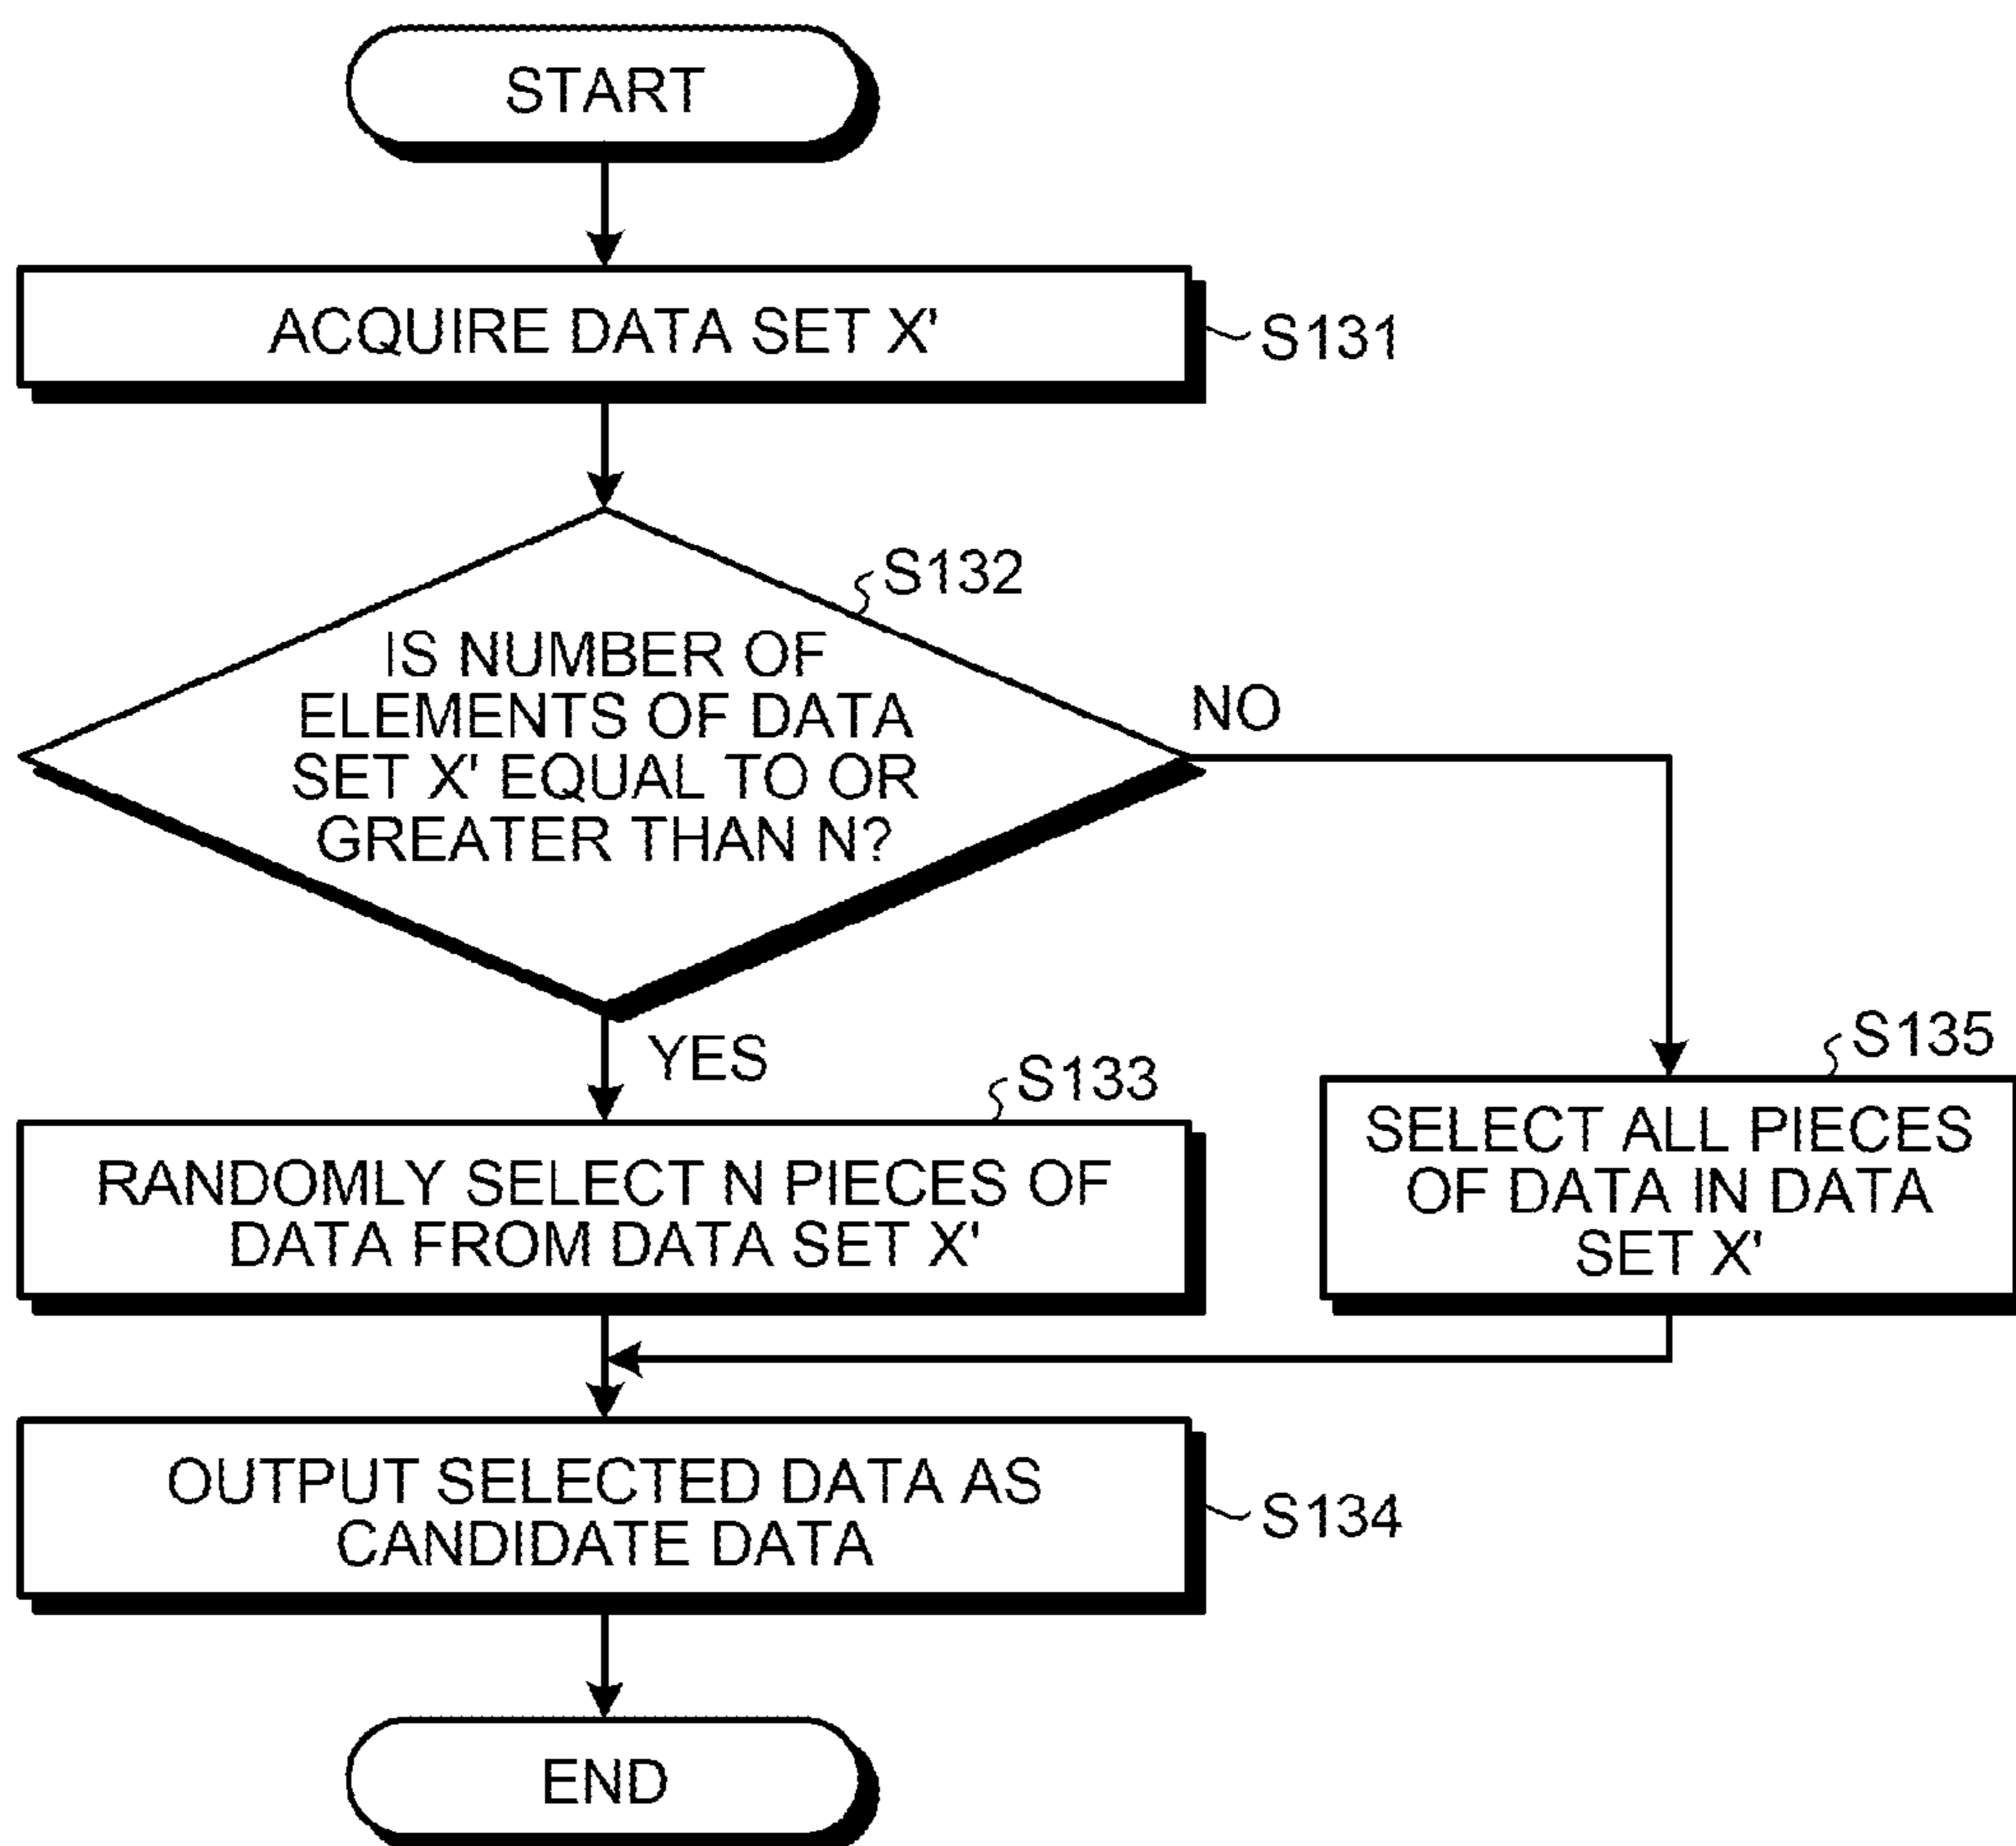 START
ACQUIRE DATA SET X'
S131
S132
IS NUMBER OF
ELEMENTS OF DATA
SET X' EQUAL TO OR
GREATER THAN N?
NO
YES
S133
RANDOMLY SELECT N PIECES OF
DATA FROM DATA SET X'
S135
SELECT ALL PIECES
OF DATA IN DATA
SET X'
OUTPUT SELECTED DATA AS
CANDIDATE DATA
S134
END